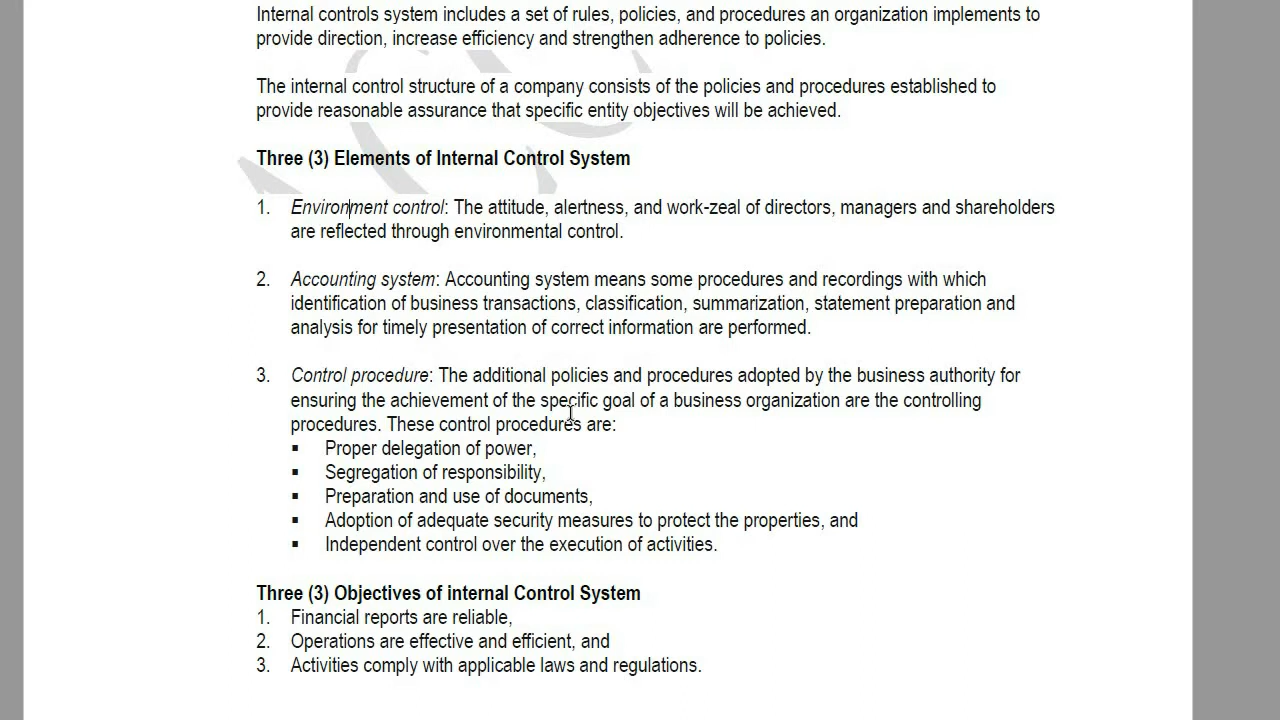 Internal controls system includes a set of rules, policies, and procedures an organization implements to
provide direction, increase efficiency and strengthen adherence to policies.
The internal control structure of a company consists of the policies and procedures established to
provide reasonable assurance that specific entity objectives will be achieved.
Three (3) Elements of Internal Control System
1. Environment control: The attitude, alertness, and work-zeal of directors, managers and shareholders
are reflected through environmental control.
2. Accounting system: Accounting system means some procedures and recordings with which
identification of business transactions, classification, summarization, statement preparation and
analysis for timely presentation of correct information are performed.
3. Control procedure: The additional policies and procedures adopted by the business authority for
ensuring the achievement of the specific goal of a business organization are the controlling
procedures. These control procedures are:
▪ Proper delegation of power,
▪ Segregation of responsibility,
▪ Preparation and use of documents,
▪ Adoption of adequate security measures to protect the properties, and
▪ Independent control over the execution of activities.
Three (3) Objectives of internal Control System
1. Financial reports are reliable,
2. Operations are effective and efficient, and
3. Activities comply with applicable laws and regulations.